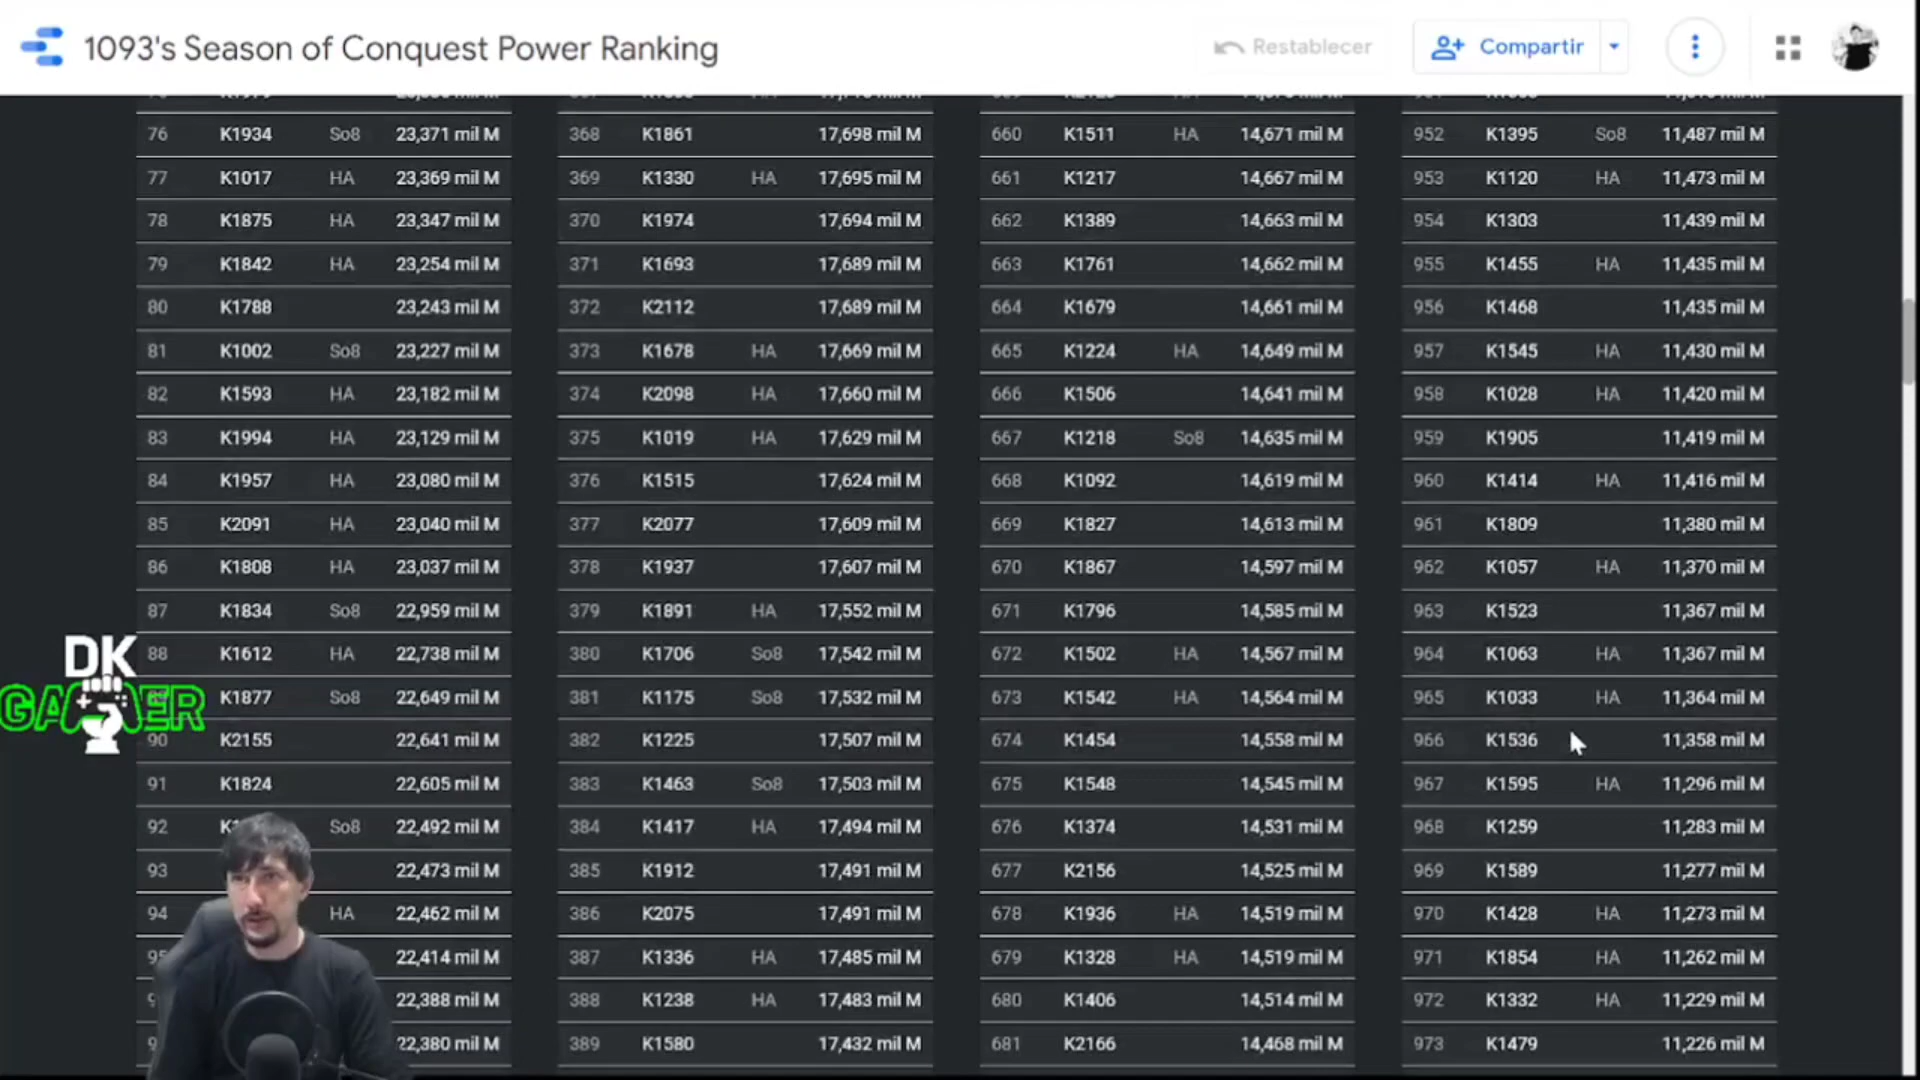 1093's Season of Conquest Power Ranking
Restablecer
Compartir
76 K1934 So8 23,371 mil M 368 K1861 17,698 mil M 660 K1511 HA 14,671 mil M 952 K1395 So8 11,487 mil M
77 K1017 HA 23,369 mil M 369 K1330 HA 17,695 mil M 661 K1217 14,667 mil M 953 K1120 HA 11,473 mil M
78 K1875 HA 23,347 mil M 370 K1974 17,694 mil M 662 K1389 14,663 mil M 954 K1303 11,439 mil M
79 K1842 HA 23,254 mil M 371 K1693 17,689 mil M 663 K1761 14,662 mil M 955 K1455 HA 11,435 mil M
80 K1788 23,243 mil M 372 K2112 17,689 mil M 664 K1679 14,661 mil M 956 K1468 11,435 mil M
81 K1002 So8 23,227 mil M 373 K1678 HA 17,669 mil M 665 K1224 HA 14,649 mil M 957 K1545 HA 11,430 mil M
82 K1593 HA 23,182 mil M 374 K2098 HA 17,660 mil M 666 K1506 14,641 mil M 958 K1028 HA 11,420 mil M
83 K1994 HA 23,129 mil M 375 K1019 HA 17,629 mil M 667 K1218 So8 14,635 mil M 959 K1905 11,419 mil M
84 K1957 HA 23,080 mil M 376 K1515 17,624 mil M 668 K1092 14,619 mil M 960 K1414 HA 11,416 mil M
85 K2091 HA 23,040 mil M 377 K2077 17,609 mil M 669 K1827 14,613 mil M 961 K1809 11,380 mil M
86 K1808 HA 23,037 mil M 378 K1937 17,607 mil M 670 K1867 14,597 mil M 962 K1057 HA 11,370 mil M
87 K1834 So8 22,959 mil M 379 K1891 HA 17,552 mil M 671 K1796 14,585 mil M 963 K1523 11,367 mil M
88 K1612 HA 22,738 mil M 380 K1706 So8 17,542 mil M 672 K1502 HA 14,567 mil M 964 K1063 HA 11,367 mil M
K1877 So8 22,649 mil M 381 K1175 So8 17,532 mil M 673 K1542 HA 14,564 mil M 965 K1033 HA 11,364 mil M
90 K2155 22,641 mil M 382 K1225 17,507 mil M 674 K1454 14,558 mil M 966 K1536 11,358 mil M
91 K1824 22,605 mil M 383 K1463 So8 17,503 mil M 675 K1548 14,545 mil M 967 K1595 HA 11,296 mil M
92 So8 22,492 mil M 384 K1417 HA 17,494 mil M 676 K1374 14,531 mil M 968 K1259 11,283 mil M
93 22,473 mil M 385 K1912 17,491 mil M 677 K2156 14,525 mil M 969 K1589 11,277 mil M
94 HA 22,462 mil M 386 K2075 17,491 mil M 678 K1936 HA 14,519 mil M 970 K1428 HA 11,273 mil M
22,414 mil M 387 K1336 HA 17,485 mil M 679 K1328 HA 14,519 mil M 971 K1854 HA 11,262 mil M
22,388 mil M 388 K1238 HA 17,483 mil M 680 K1406 14,514 mil M 972 K1332 HA 11,229 mil M
22,380 mil M 389 K1580 17,432 mil M 681 K2166 14,468 mil M 973 K1479 11,226 mil M
DK
GAMER